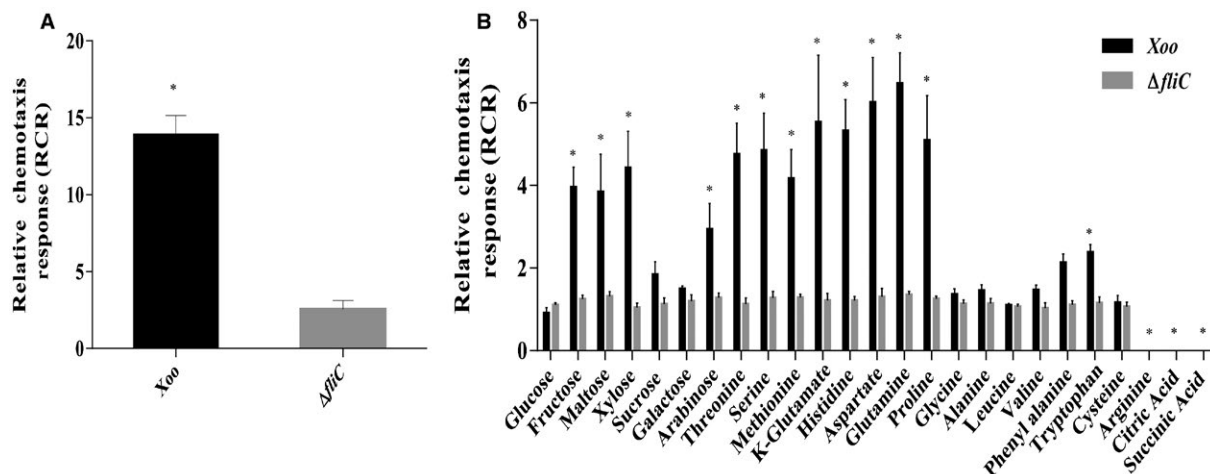 A
Relative chemotaxis
response (RCR)
20
15
10
5
0
*
Xoo
ΔfliC
B
Relative chemotaxis
response (RCR)
8
6
4
2
0
* * * * * * * * * * * * * * * * *
Xoo
ΔfliC
Glucose
Fructose
Maltose
Xylose
Sucrose
Galactose
Arabinose
Threonine
Serine
Methionine
K-Glutamate
Histidine
Aspartate
Glutamine
Proline
Glycine
Alanine
Leucine
Valine
Phenyl alanine
Tryptophan
Cysteine
Arginine
Citric Acid
Succinic Acid